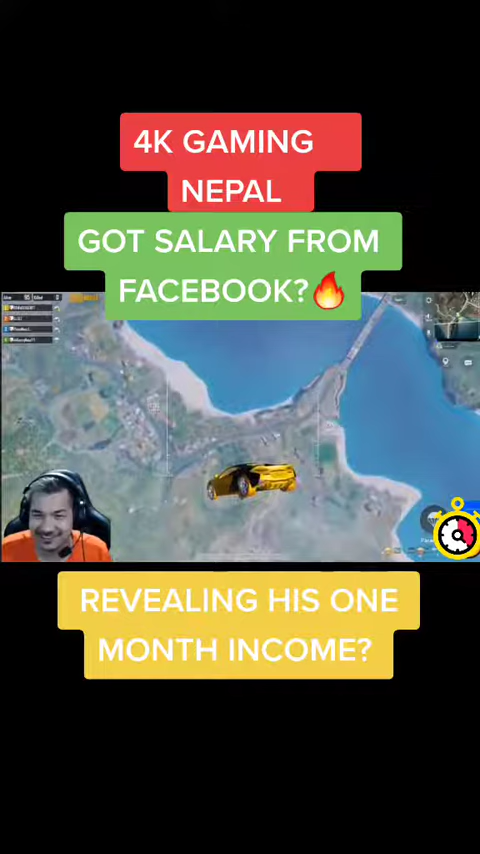 4K GAMING
NEPAL
GOT SALARY FROM
FACEBOOK?🔥
REVEALING HIS ONE
MONTH INCOME?